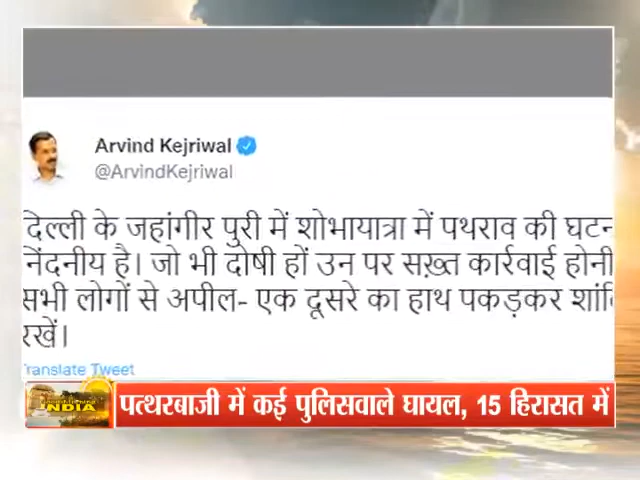 Arvind Kejriwal
@ArvindKejriwal
दिल्ली के जहांगीर पुरी में शोभायात्रा में पथराव की घटन
निंदनीय है। जो भी दोषी हों उन पर सख़्त कार्रवाई होनी
सभी लोगों से अपील- एक दूसरे का हाथ पकड़कर शांति
रखें।
Translate Tweet
INDIA
पत्थरबाजी में कई पुलिसवाले घायल, 15 हिरासत में